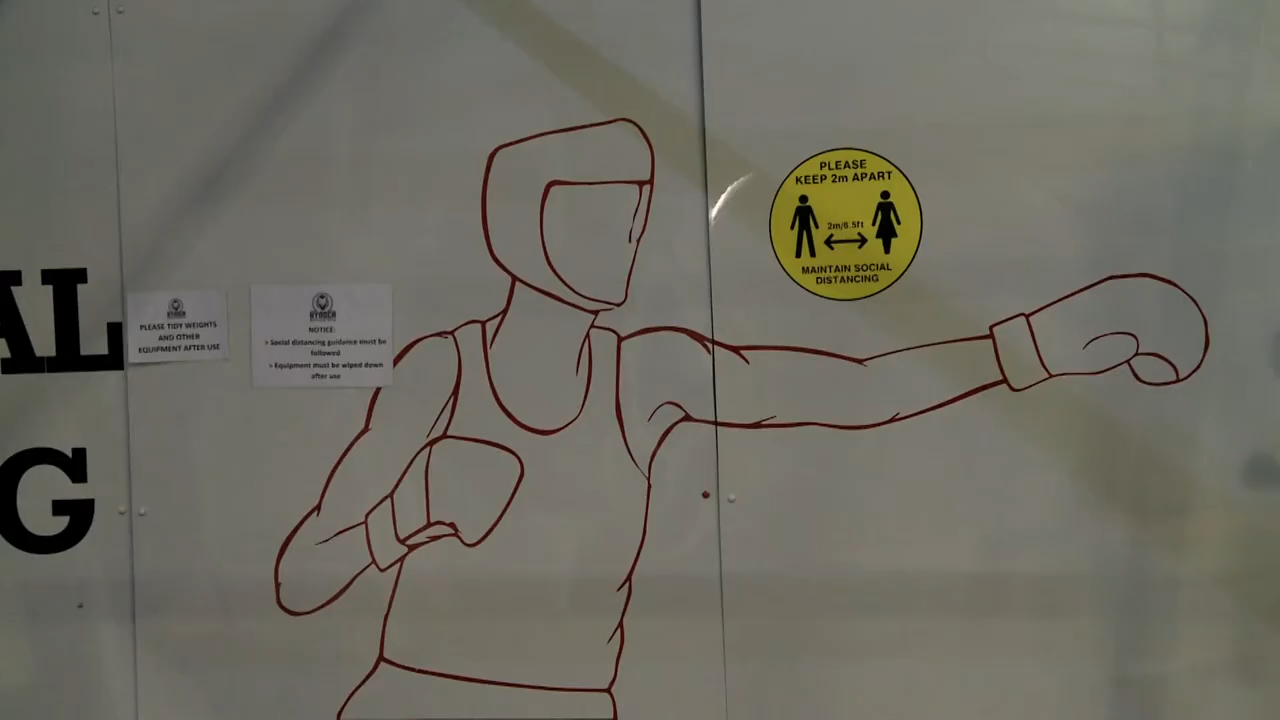 AL
G
PLEASE TIDY WEIGHTS
AND OTHER
EQUIPMENT AFTER USE
NOTICE:
> Social distancing guidance must be
followed
> Equipment must be wiped down
after use
PLEASE
KEEP 2m APART
2m/6.5ft
MAINTAIN SOCIAL
DISTANCING